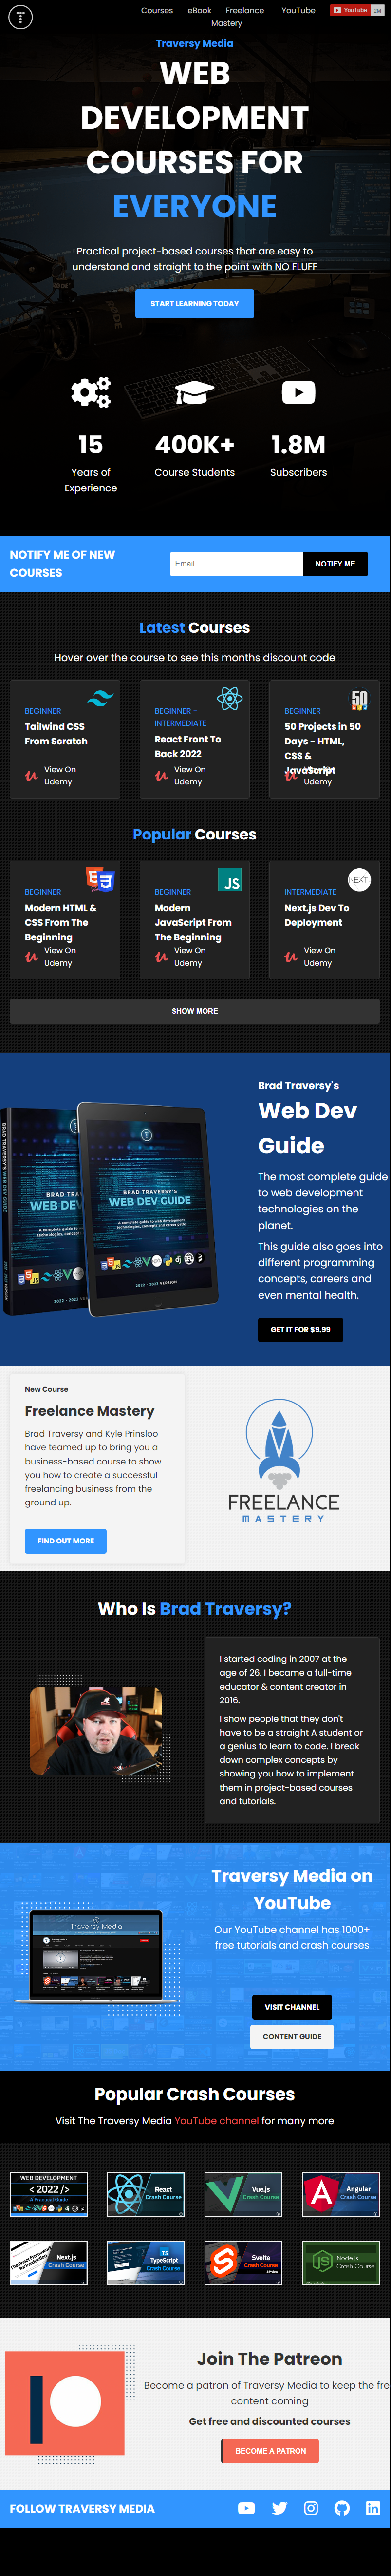 Courses eBook Freelance Mastery YouTube YouTube 2M
Traversy Media
WEB
DEVELOPMENT
COURSES FOR
EVERYONE
Practical project-based courses that are easy to
understand and straight to the point with NO FLUFF
START LEARNING TODAY
15
Years of
Experience
400K+
Course Students
1.8M
Subscribers
NOTIFY ME OF NEW
COURSES
Email
NOTIFY ME
Latest Courses
Hover over the course to see this months discount code
BEGINNER
Tailwind CSS
From Scratch
View On
Udemy
BEGINNER -
INTERMEDIATE
React Front To
Back 2022
View On
Udemy
50
BEGINNER
50 Projects in 50
Days - HTML,
CSS &
JavaScript
Udemy
Popular Courses
BEGINNER
Modern HTML &
CSS From The
Beginning
View On
Udemy
JS
BEGINNER
Modern
JavaScript From
The Beginning
View On
Udemy
NEXT
INTERMEDIATE
Next.js Dev To
Deployment
View On
Udemy
SHOW MORE
BRAD TRAVERSY'S WEB DEV GUIDE
BRAD TRAVERSY'S
WEB DEV GUIDE
2022 - 2023 VERSION
Brad Traversy's
Web Dev
Guide
The most complete guide
to web development
technologies on the
planet.
This guide also goes into
different programming
concepts, careers and
even mental health.
GET IT FOR $9.99
New Course
Freelance Mastery
Brad Traversy and Kyle Prinsloo
have teamed up to bring you a
business-based course to show
you how to create a successful
freelancing business from the
ground up.
FIND OUT MORE
FREELANCE
MASTERY
Who Is Brad Traversy?
I started coding in 2007 at the
age of 26. I became a full-time
educator & content creator in
2016.
I show people that they don't
have to be a straight A student or
a genius to learn to code. I break
down complex concepts by
showing you how to implement
them in project-based courses
and tutorials.
Traversy Media
Traversy Media on
YouTube
Our YouTube channel has 1000+
free tutorials and crash courses
VISIT CHANNEL
CONTENT GUIDE
Popular Crash Courses
Visit The Traversy Media YouTube channel for many more
WEB DEVELOPMENT
< 2022 />
A Practical Guide
React
Crash Course
Vue.js
Crash Course
Angular
Crash Course
The React Framework
for Production
Next.js
Crash Course
TS
TypeScript
Crash Course
Svelte
Crash Course
Node.js
Crash Course
Join The Patreon
Become a patron of Traversy Media to keep the fre
content coming
Get free and discounted courses
BECOME A PATRON
FOLLOW TRAVERSY MEDIA